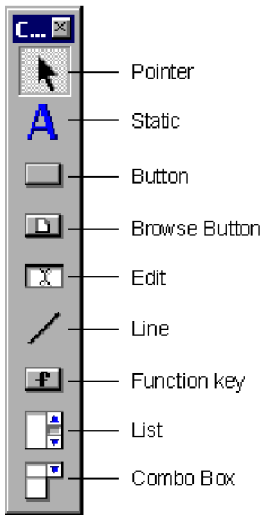 C...
Pointer
A
Static
Button
Browse Button
Edit
Line
f
Function key
List
Combo Box